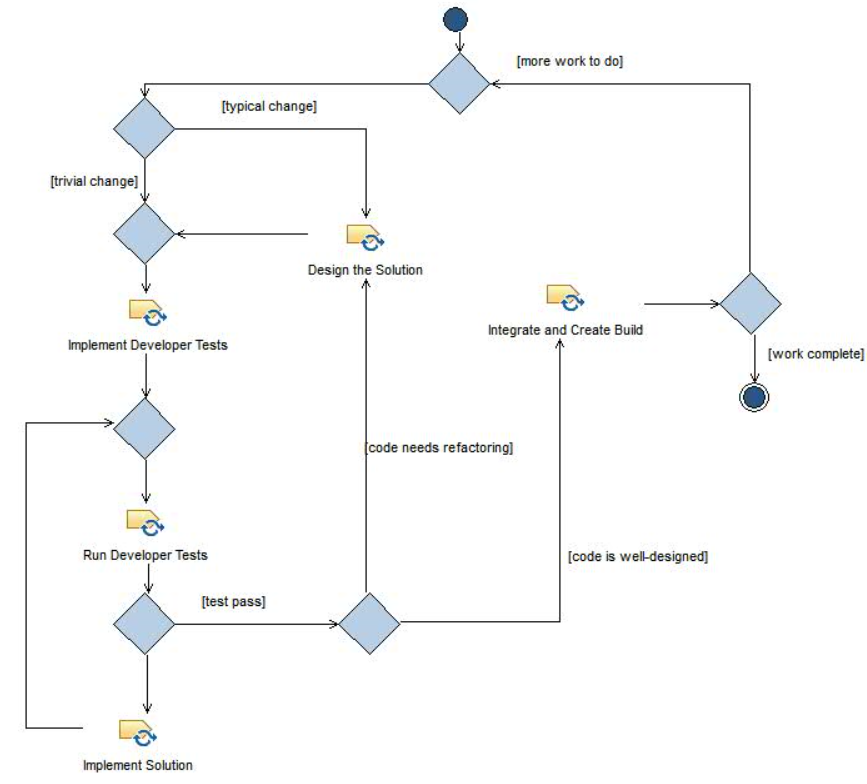 [more work to do]
[typical change]
[trivial change]
Design the Solution
Integrate and Create Build
Implement Developer Tests
[work complete]
[code needs refactoring]
Run Developer Tests
[code is well-designed]
[test pass]
Implement Solution